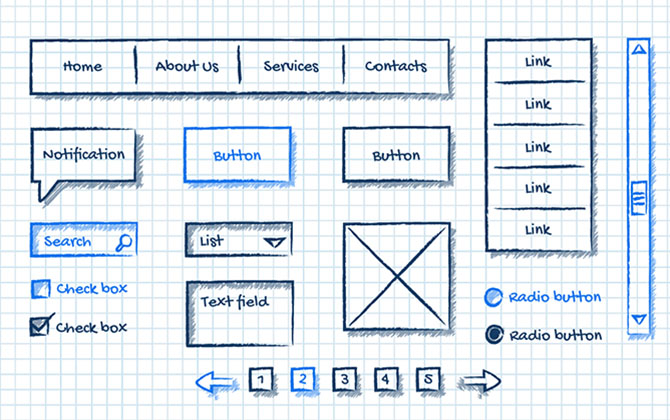 Home
About Us
Services
Contacts
Link
Link
Link
Link
Link
Notification
Button
Button
Search
List
Check box
Check box
Text field
Radio button
Radio button
1
2
3
4
5